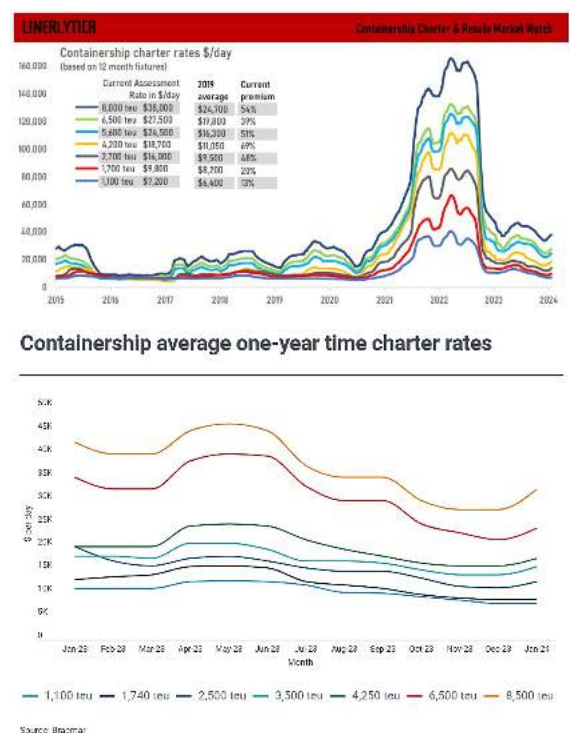 LINERLYTICA Containership Charter & Resale Market Watch
Containership charter rates $/day
(based on 12 month fixtures)
Current Assessment 2019 Current
Rate in $/day average premium
8,000 teu $38,000 $24,700 54%
6,500 teu $27,500 $19,800 39%
5,600 teu $24,500 $16,300 51%
4,200 teu $18,700 $11,050 69%
2,700 teu $14,000 $9,500 48%
1,700 teu $9,800 $8,200 20%
1,100 teu $7,200 $6,400 13%
160,000
140,000
120,000
100,000
80,000
60,000
40,000
20,000
0
2015 2016 2017 2018 2019 2020 2021 2022 2023 2024
Containership average one-year time charter rates
50K
45K
40K
35K
30K
25K
20K
15K
10K
5K
0
$ per day
Jan-23 Feb-23 Mar-23 Apr-23 May-23 Jun-23 Jul-23 Aug-23 Sep-23 Oct-23 Nov-23 Dec-23 Jan-24
Month
1,100 teu 1,740 teu 2,500 teu 3,500 teu 4,250 teu 6,500 teu 8,500 teu
Source: Braemar